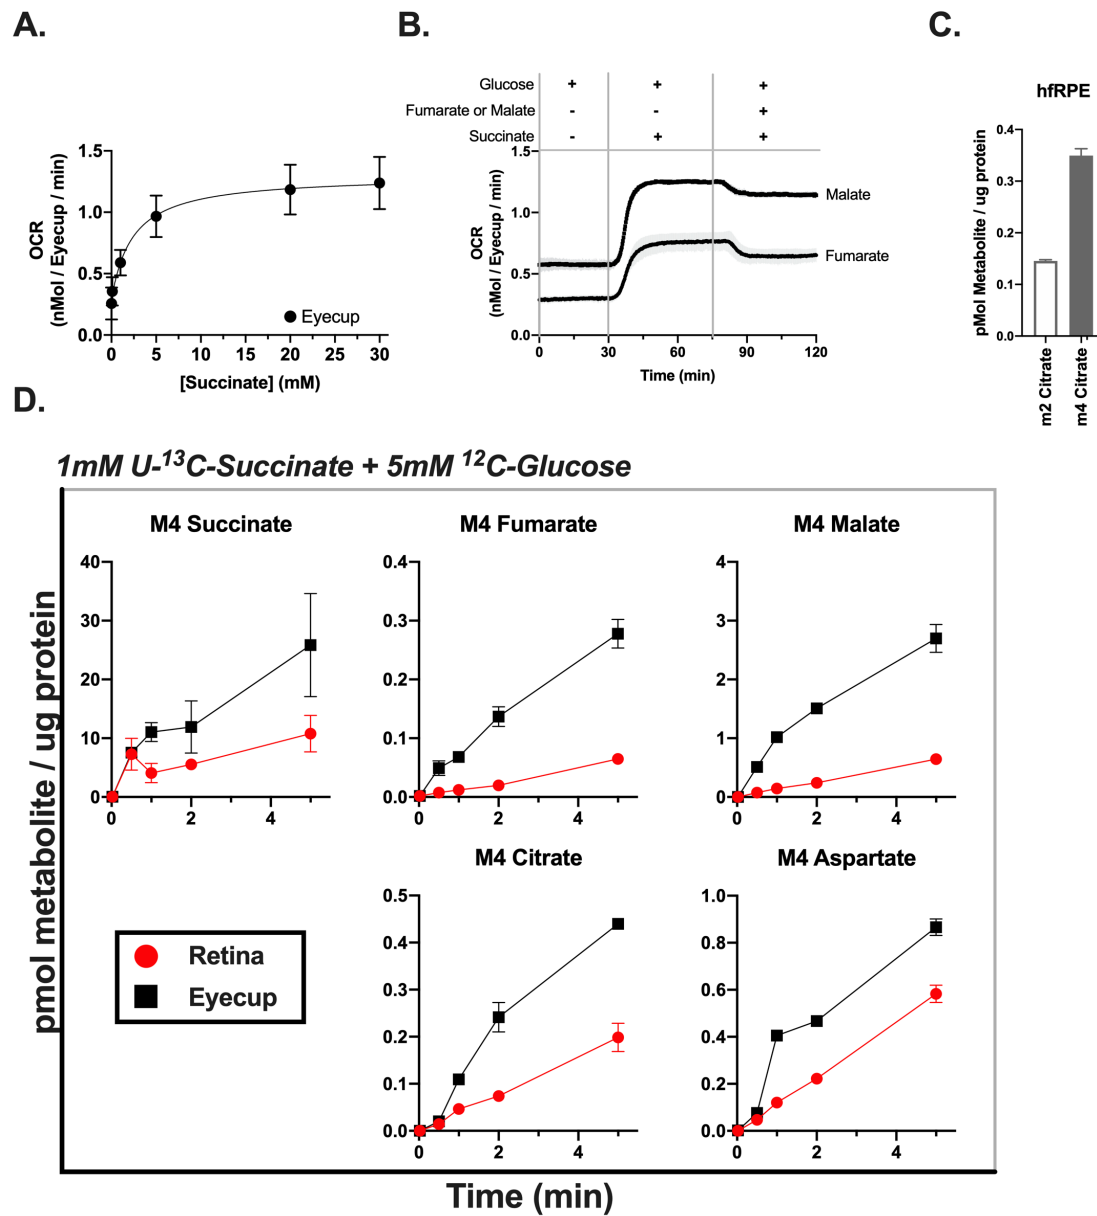 A.
B.
C.
OCR
(nMol / Eyecup / min)
1.5
1.0
0.5
0.0
0 5 10 15 20 25 30
[Succinate] (mM)
Eyecup
Glucose + + +
Fumarate or Malate - - +
Succinate - + +
OCR
(nMol / Eyecup / min)
1.5
1.0
0.5
0.0
0 30 60 90 120
Time (min)
Malate
Fumarate
hfRPE
pMol Metabolite / ug protein
0.4
0.3
0.2
0.1
0.0
m2 Citrate
m4 Citrate
D.
1mM U-¹³C-Succinate + 5mM ¹²C-Glucose
pmol metabolite / ug protein
M4 Succinate
40
30
20
10
0
0 2 4
M4 Fumarate
0.4
0.3
0.2
0.1
0.0
0 2 4
M4 Malate
4
3
2
1
0
0 2 4
Retina
Eyecup
M4 Citrate
0.5
0.4
0.3
0.2
0.1
0.0
0 2 4
M4 Aspartate
1.0
0.8
0.6
0.4
0.2
0.0
0 2 4
Time (min)